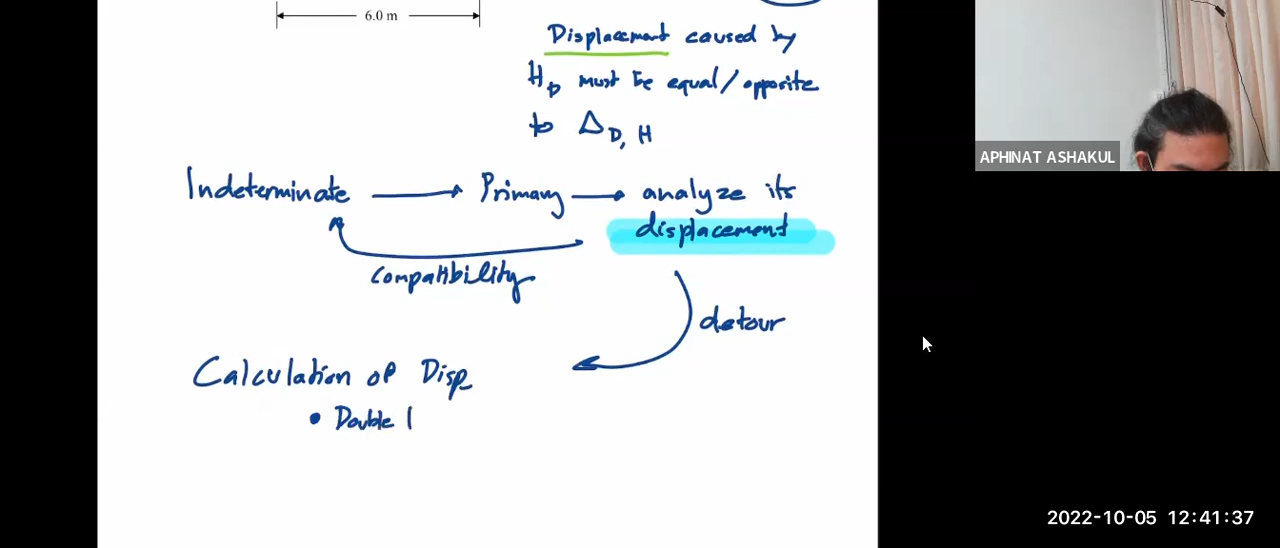 6.0 m
Displacement caused by
H_D must be equal/opposite
to Δ_D, H
Indeterminate → Primary → analyze its
displacement
compatibility
detour
Calculation of Disp
• Double I
APHINAT ASHAKUL
2022-10-05 12:41:37